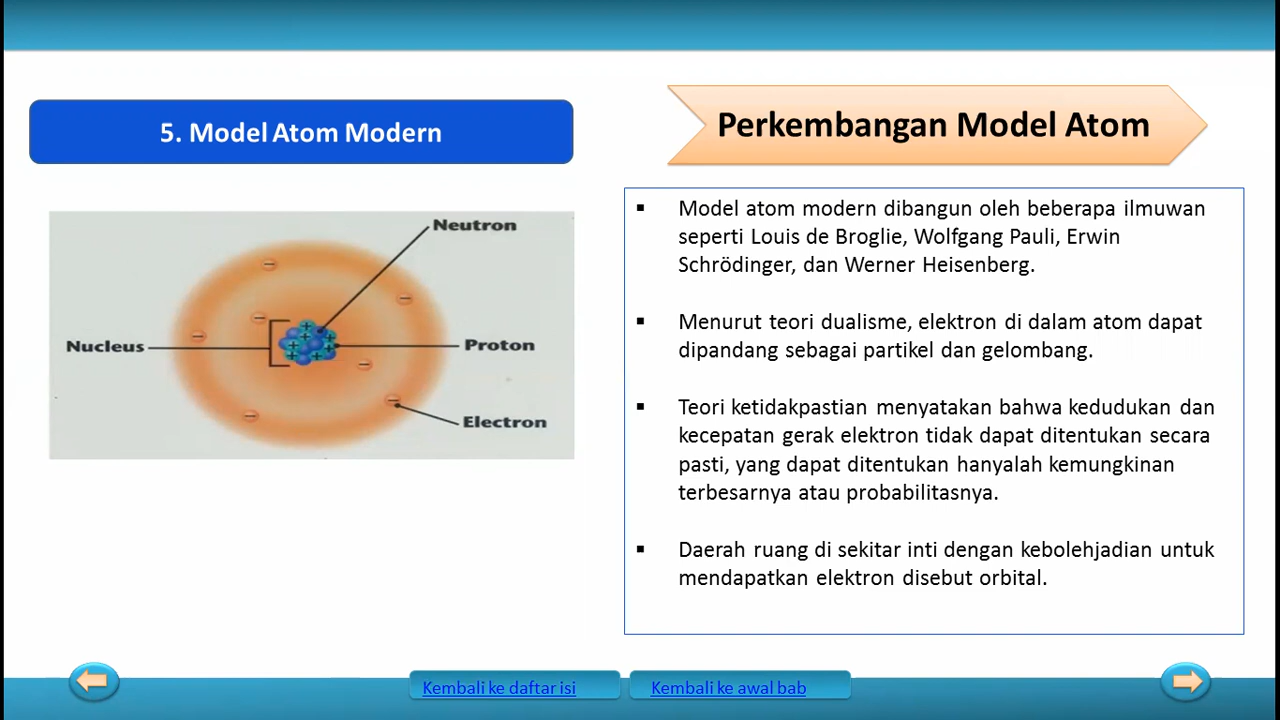 5. Model Atom Modern
Perkembangan Model Atom
Neutron
Nucleus
Proton
Electron
▪ Model atom modern dibangun oleh beberapa ilmuwan
seperti Louis de Broglie, Wolfgang Pauli, Erwin
Schrödinger, dan Werner Heisenberg.
▪ Menurut teori dualisme, elektron di dalam atom dapat
dipandang sebagai partikel dan gelombang.
▪ Teori ketidakpastian menyatakan bahwa kedudukan dan
kecepatan gerak elektron tidak dapat ditentukan secara
pasti, yang dapat ditentukan hanyalah kemungkinan
terbesarnya atau probabilitasnya.
▪ Daerah ruang di sekitar inti dengan kebolehjadian untuk
mendapatkan elektron disebut orbital.
Kembali ke daftar isi
Kembali ke awal bab